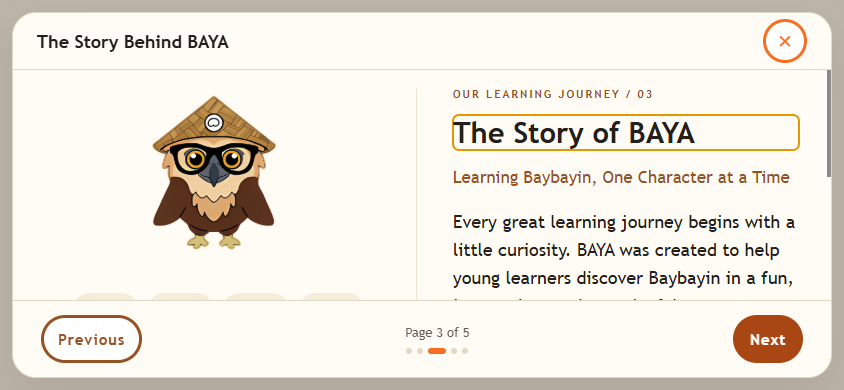 The Story Behind BAYA
OUR LEARNING JOURNEY / 03
The Story of BAYA
Learning Baybayin, One Character at a Time
Every great learning journey begins with a
little curiosity. BAYA was created to help
young learners discover Baybayin in a fun,
Previous
Page 3 of 5
Next